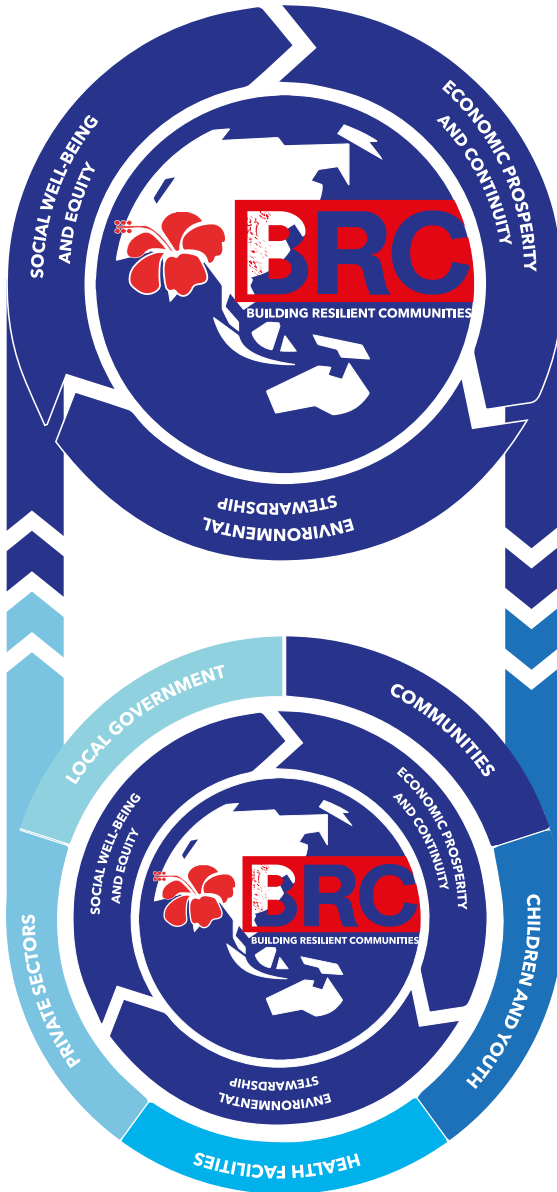 SOCIAL WELL-BEING
AND EQUITY
ECONOMIC PROSPERITY
AND CONTINUITY
BRC
BUILDING RESILIENT COMMUNITIES
ENVIRONMENTAL
STEWARDSHIP
LOCAL GOVERNMENT
COMMUNITIES
SOCIAL WELL-BEING
AND EQUITY
ECONOMIC PROSPERITY
AND CONTINUITY
BRC
BUILDING RESILIENT COMMUNITIES
PRIVATE SECTORS
CHILDREN AND YOUTH
ENVIRONMENTAL
STEWARDSHIP
HEALTH FACILITIES